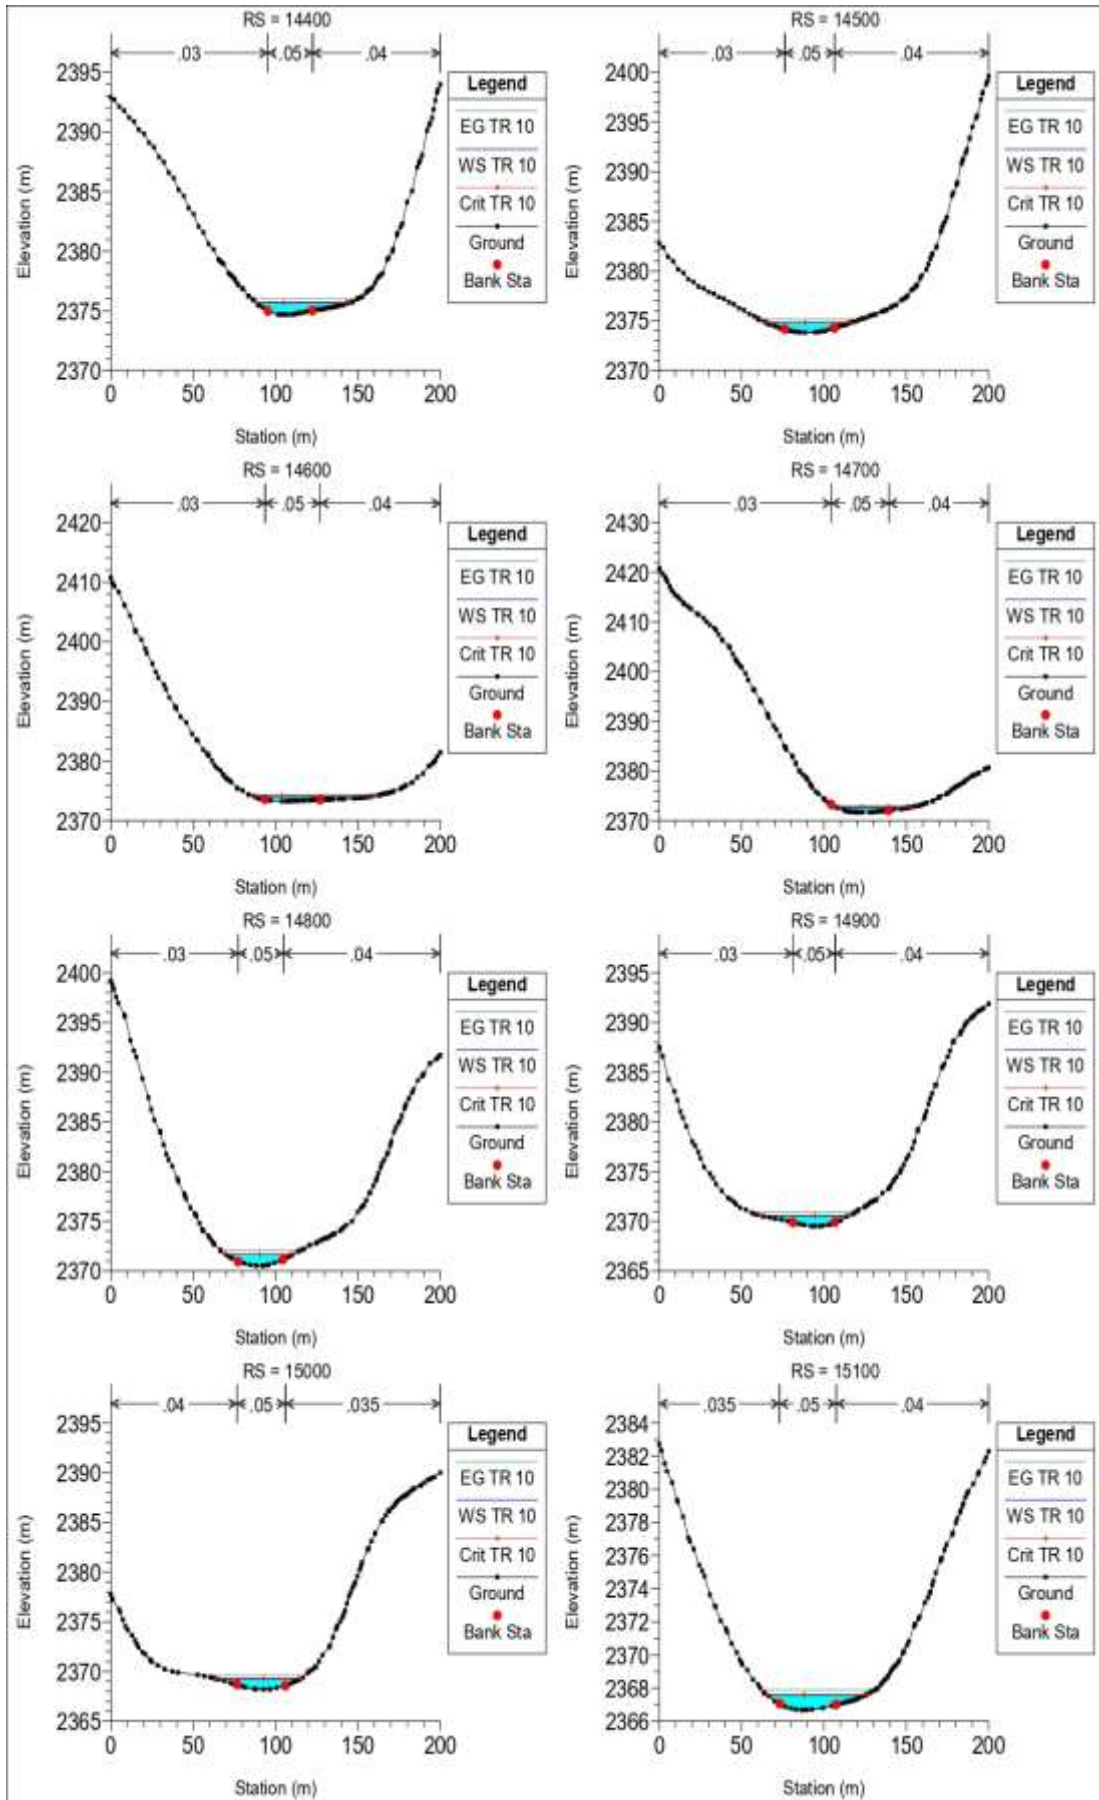 RS = 14400
.03 .05 .04
2395
2390
2385
2380
2375
2370
Elevation (m)
0 50 100 150 200
Station (m)
Legend
EG TR 10
WS TR 10
Crit TR 10
Ground
Bank Sta
RS = 14500
.03 .05 .04
2400
2395
2390
2385
2380
2375
2370
Elevation (m)
0 50 100 150 200
Station (m)
Legend
EG TR 10
WS TR 10
Crit TR 10
Ground
Bank Sta
RS = 14600
.03 .05 .04
2420
2410
2400
2390
2380
2370
Elevation (m)
0 50 100 150 200
Station (m)
Legend
EG TR 10
WS TR 10
Crit TR 10
Ground
Bank Sta
RS = 14700
.03 .05 .04
2430
2420
2410
2400
2390
2380
2370
Elevation (m)
0 50 100 150 200
Station (m)
Legend
EG TR 10
WS TR 10
Crit TR 10
Ground
Bank Sta
RS = 14800
.03 .05 .04
2400
2395
2390
2385
2380
2375
2370
Elevation (m)
0 50 100 150 200
Station (m)
Legend
EG TR 10
WS TR 10
Crit TR 10
Ground
Bank Sta
RS = 14900
.03 .05 .04
2395
2390
2385
2380
2375
2370
2365
Elevation (m)
0 50 100 150 200
Station (m)
Legend
EG TR 10
WS TR 10
Crit TR 10
Ground
Bank Sta
RS = 15000
.04 .05 .035
2395
2390
2385
2380
2375
2370
2365
Elevation (m)
0 50 100 150 200
Station (m)
Legend
EG TR 10
WS TR 10
Crit TR 10
Ground
Bank Sta
RS = 15100
.035 .05 .04
2384
2382
2380
2378
2376
2374
2372
2370
2368
2366
Elevation (m)
0 50 100 150 200
Station (m)
Legend
EG TR 10
WS TR 10
Crit TR 10
Ground
Bank Sta